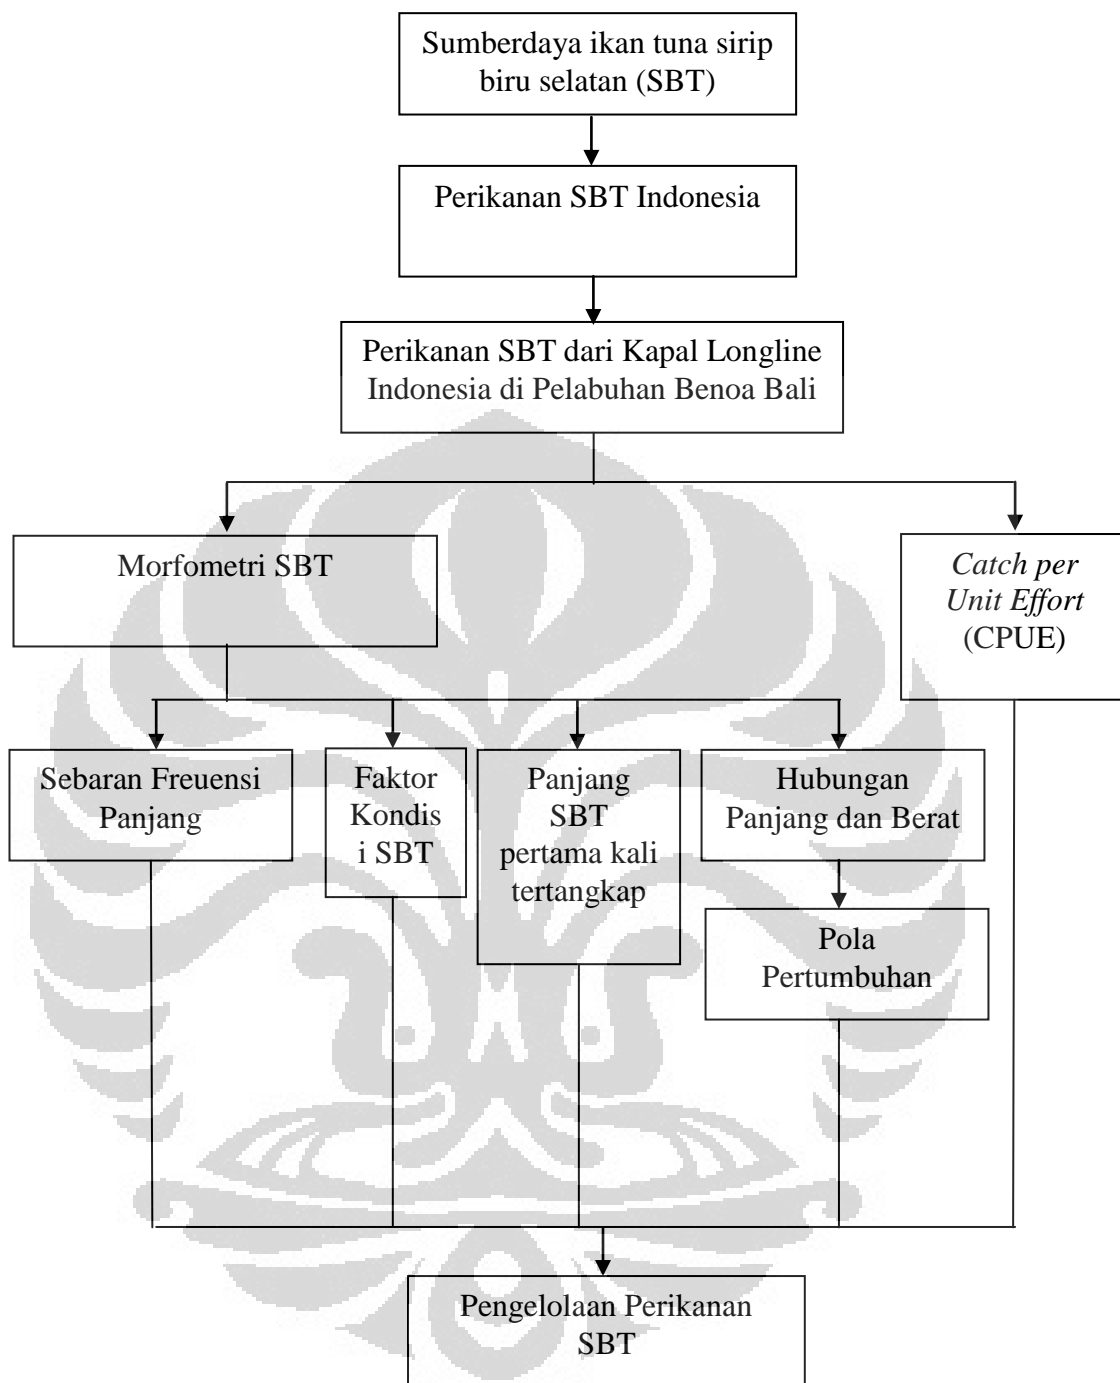 Sumberdaya ikan tuna sirip
biru selatan (SBT)
Perikanan SBT Indonesia
Perikanan SBT dari Kapal Longline
Indonesia di Pelabuhan Benoa Bali
Morfometri SBT
Catch per
Unit Effort
(CPUE)
Sebaran Freuensi
Panjang
Faktor
Kondis
i SBT
Panjang
SBT
pertama kali
tertangkap
Hubungan
Panjang dan Berat
Pola
Pertumbuhan
Pengelolaan Perikanan
SBT